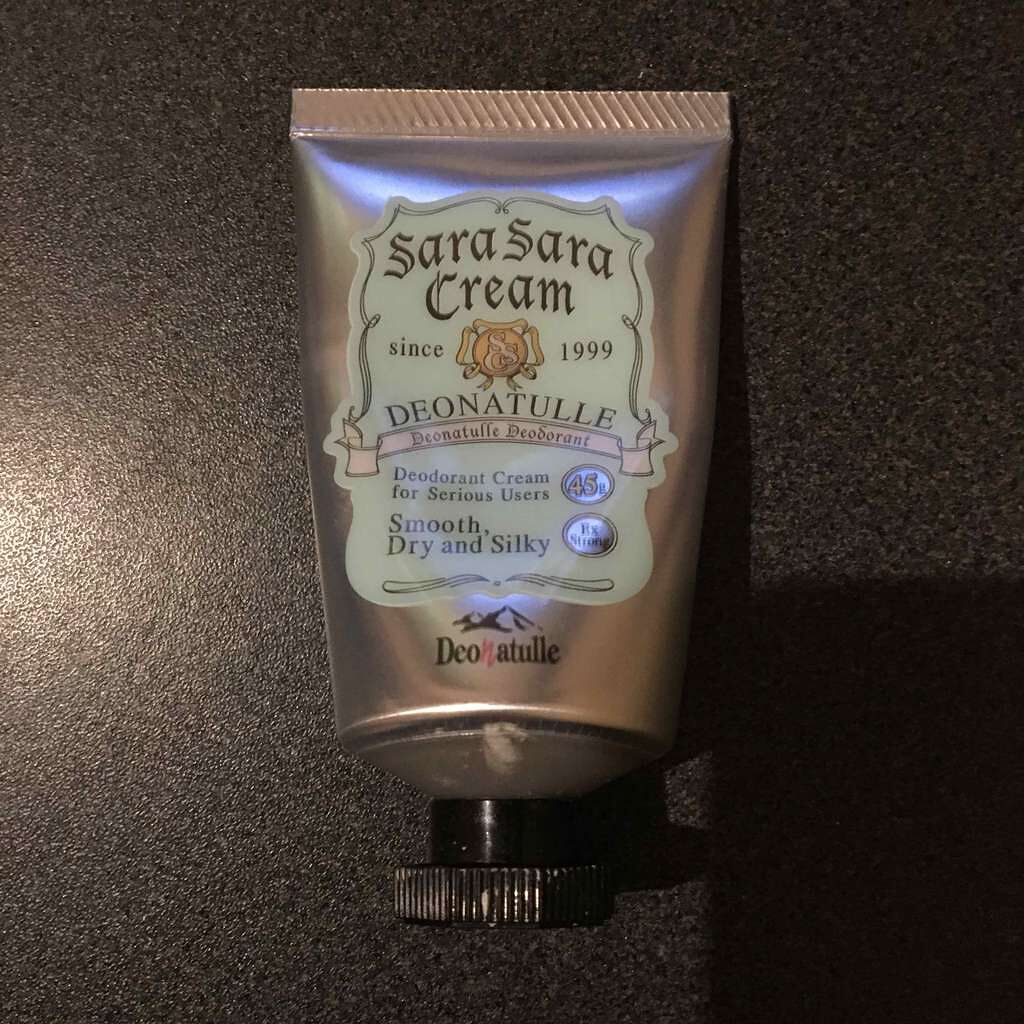 Sara Sara
Cream
since SSC 1999
DEONATULLE
Deonatulle Deodorant
Deodorant Cream
for Serious Users
45g
Smooth,
Dry and Silky
Ex
Strong
Deonatulle